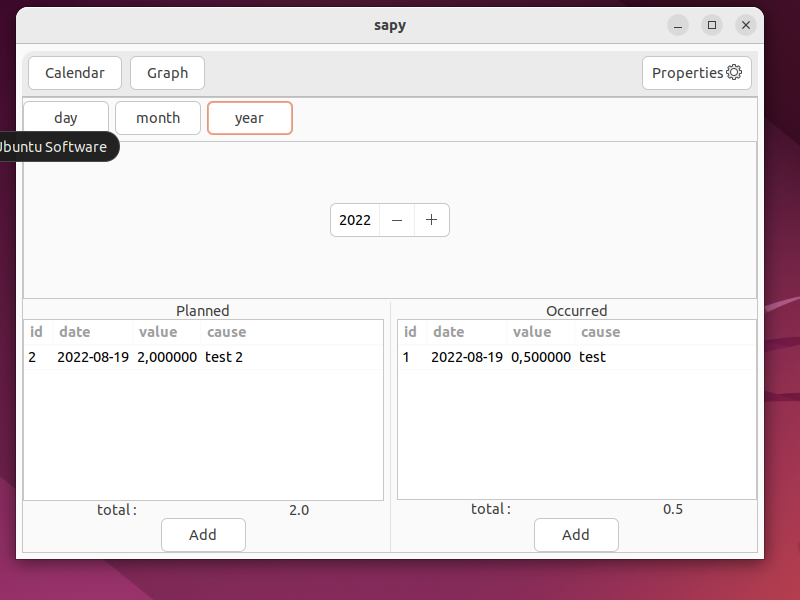 sapy
Calendar Graph Properties
day month year
Ubuntu Software
2022 − +
Planned Occurred
id date value cause id date value cause
2 2022-08-19 2,000000 test 2 1 2022-08-19 0,500000 test
total: 2.0 total: 0.5
Add Add